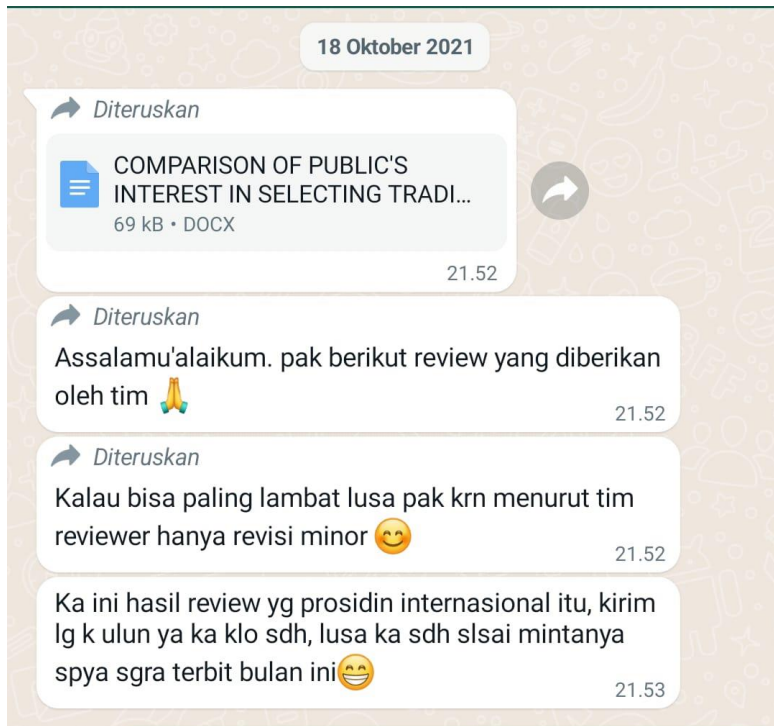 18 Oktober 2021
Diteruskan
COMPARISON OF PUBLIC'S
INTEREST IN SELECTING TRADI...
69 kB • DOCX
21.52
Diteruskan
Assalamu'alaikum. pak berikut review yang diberikan
oleh tim 🙏
21.52
Diteruskan
Kalau bisa paling lambat lusa pak krn menurut tim
reviewer hanya revisi minor 😊
21.52
Ka ini hasil review yg prosidin internasional itu, kirim
lg k ulun ya ka klo sdh, lusa ka sdh slsai mintanya
spya sgra terbit bulan ini😁
21.53